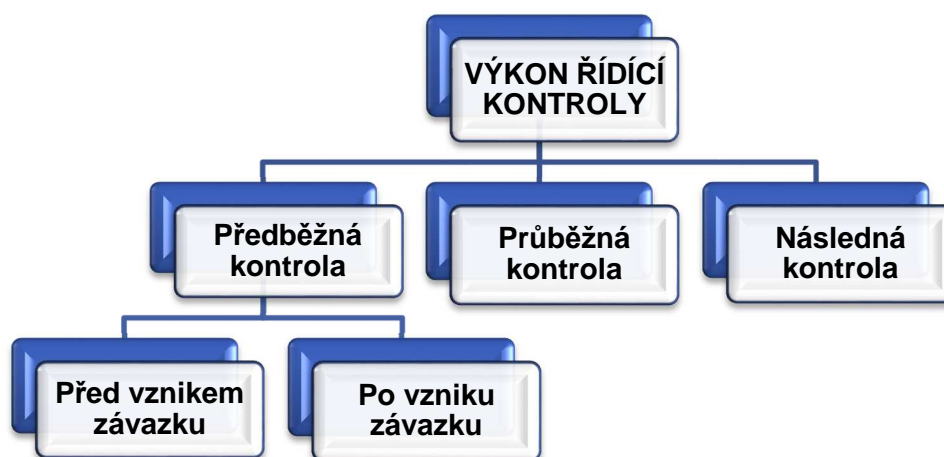 VÝKON ŘÍDÍCÍ
KONTROLY
Předběžná
kontrola
Průběžná
kontrola
Následná
kontrola
Před vznikem
závazku
Po vzniku
závazku